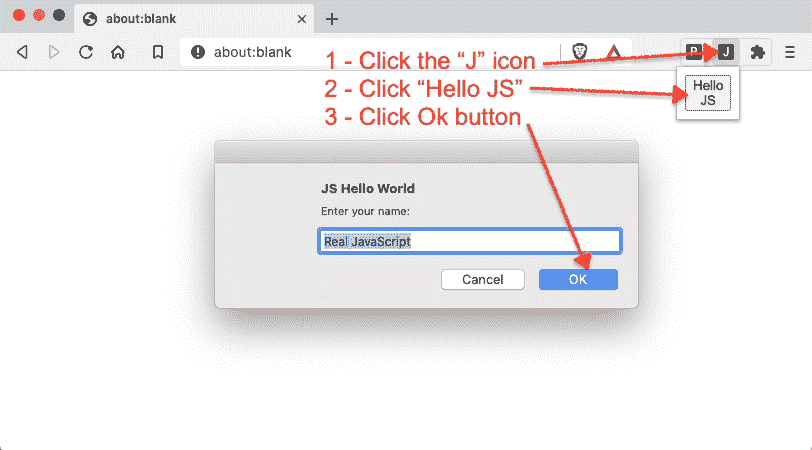 about:blank
about:blank
1 - Click the “J” icon
J
2 - Click “Hello JS”
Hello
JS
3 - Click Ok button
JS Hello World
Enter your name:
Real JavaScript
Cancel
OK